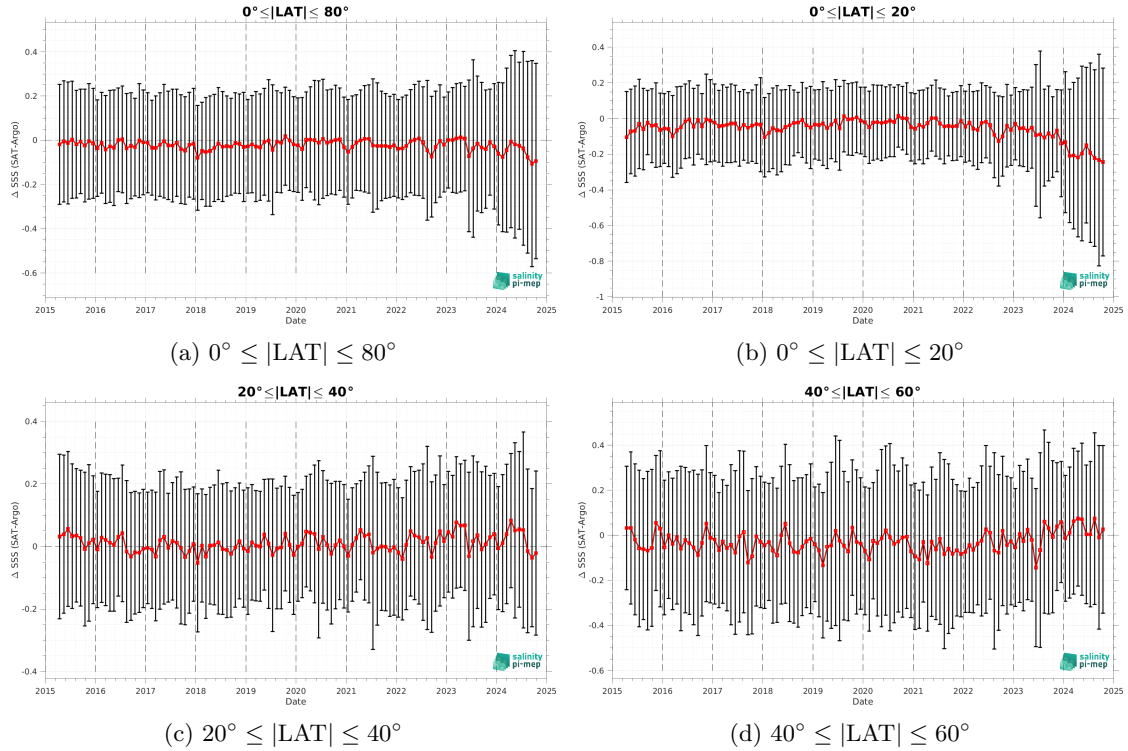 0°≤|LAT|≤ 80°
Δ SSS (SAT-Argo)
0.4
0.2
0
-0.2
-0.4
-0.6
2015 2016 2017 2018 2019 2020 2021 2022 2023 2024 2025
Date
salinity
pi-mep
(a) 0° ≤ |LAT| ≤ 80°
0°≤|LAT|≤ 20°
Δ SSS (SAT-Argo)
0.6
0.4
0.2
0
-0.2
-0.4
-0.6
-0.8
-1
2015 2016 2017 2018 2019 2020 2021 2022 2023 2024 2025
Date
salinity
pi-mep
(b) 0° ≤ |LAT| ≤ 20°
20°≤|LAT|≤ 40°
Δ SSS (SAT-Argo)
0.4
0.2
0
-0.2
-0.4
2015 2016 2017 2018 2019 2020 2021 2022 2023 2024 2025
Date
salinity
pi-mep
(c) 20° ≤ |LAT| ≤ 40°
40°≤|LAT|≤ 60°
Δ SSS (SAT-Argo)
0.4
0.2
0
-0.2
-0.4
-0.6
2015 2016 2017 2018 2019 2020 2021 2022 2023 2024 2025
Date
salinity
pi-mep
(d) 40° ≤ |LAT| ≤ 60°